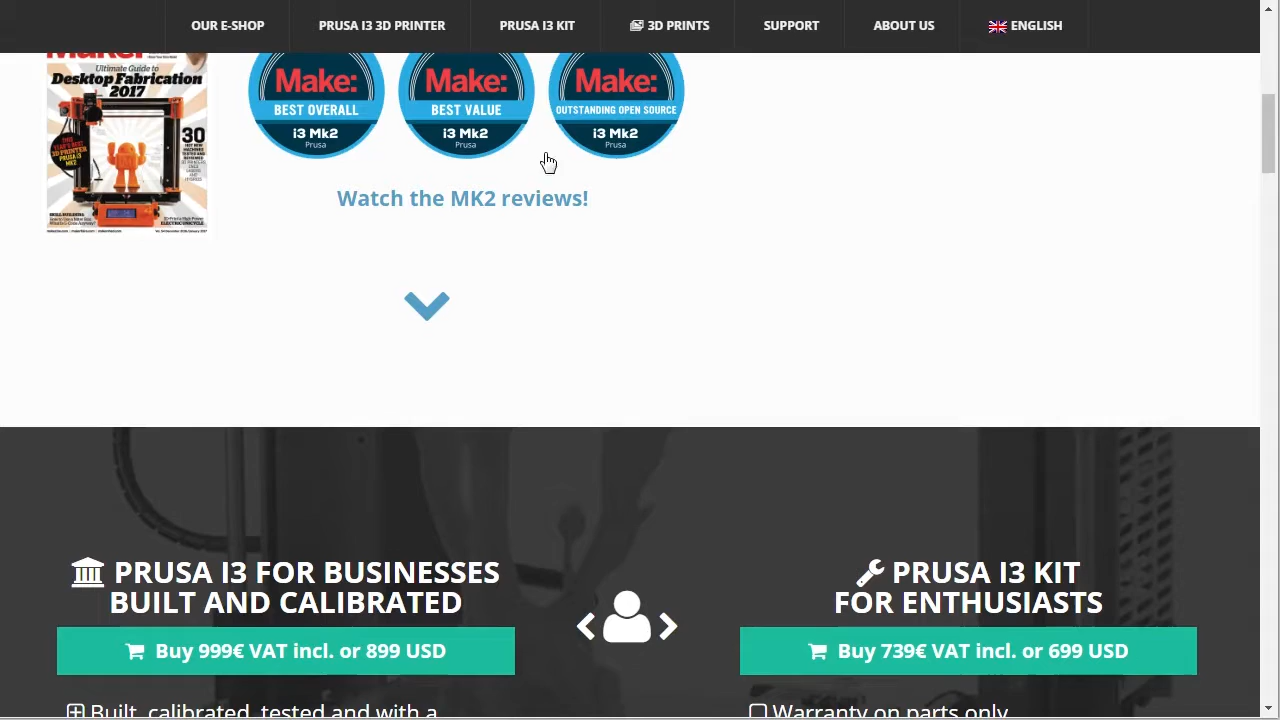 OUR E-SHOP PRUSA I3 3D PRINTER PRUSA I3 KIT 3D PRINTS SUPPORT ABOUT US ENGLISH
Make:
Ultimate Guide to
Desktop Fabrication
2017
30
Make:
BEST OVERALL
i3 Mk2
Prusa
Make:
BEST VALUE
i3 Mk2
Prusa
Make:
OUTSTANDING OPEN SOURCE
i3 Mk2
Prusa
Watch the MK2 reviews!
PRUSA I3 FOR BUSINESSES
BUILT AND CALIBRATED
Buy 999€ VAT incl. or 899 USD
Built, calibrated, tested and with a
PRUSA I3 KIT
FOR ENTHUSIASTS
Buy 739€ VAT incl. or 699 USD
Warranty on parts only